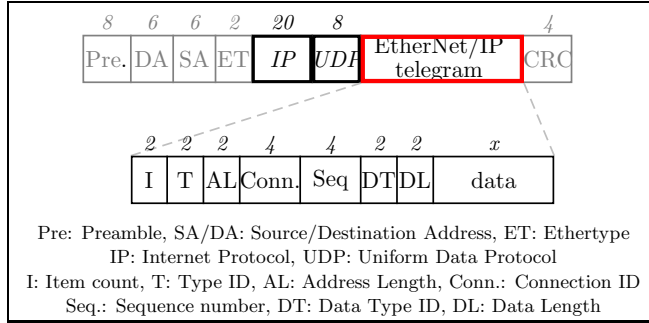 8 6 6 2 20 8 4
Pre. DA SA ET IP UDP EtherNet/IP telegram CRC
2 2 2 4 4 2 2 x
I T AL Conn. Seq DT DL data
Pre: Preamble, SA/DA: Source/Destination Address, ET: Ethertype
IP: Internet Protocol, UDP: Uniform Data Protocol
I: Item count, T: Type ID, AL: Address Length, Conn.: Connection ID
Seq.: Sequence number, DT: Data Type ID, DL: Data Length